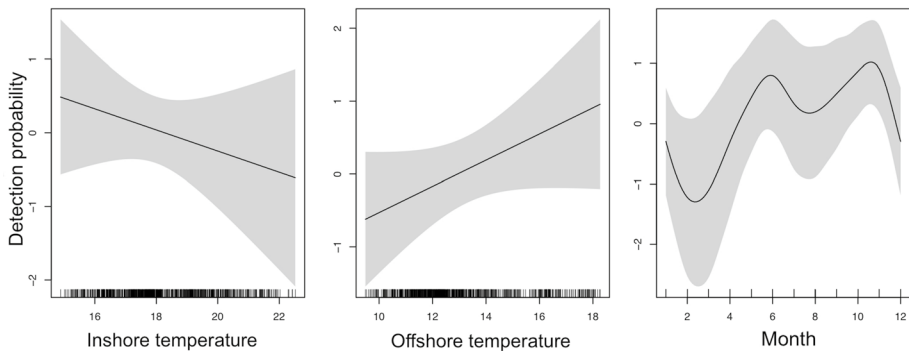 Detection probability
1
0
-1
-2
16 18 20 22
Inshore temperature
2
1
0
-1
10 12 14 16 18
Offshore temperature
1
0
-1
-2
2 4 6 8 10 12
Month